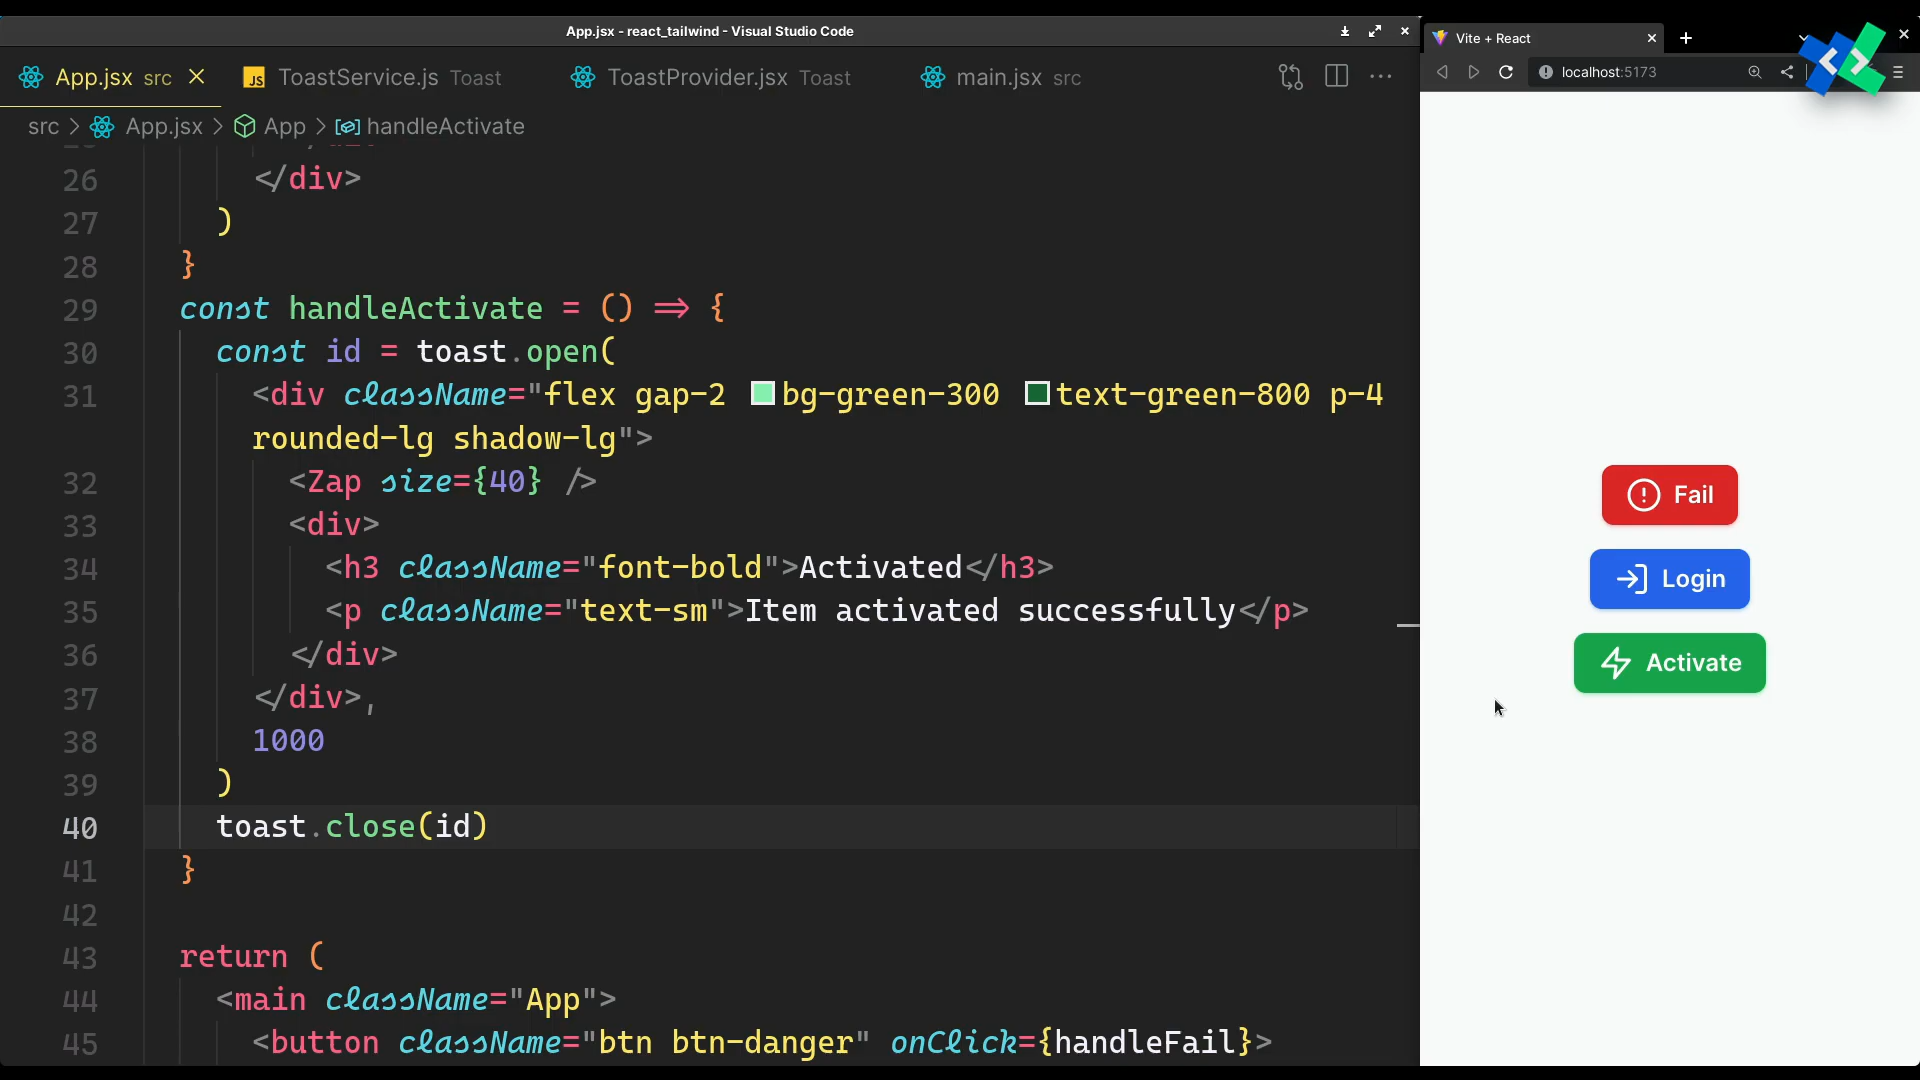 App.jsx - react_tailwind - Visual Studio Code
App.jsx src
JS ToastService.js Toast
ToastProvider.jsx Toast
main.jsx src
src > App.jsx > App > handleActivate
26 </div>
27 )
28 }
29 const handleActivate = () => {
30 const id = toast.open(
31 <div className="flex gap-2 bg-green-300 text-green-800 p-4
rounded-lg shadow-lg">
32 <Zap size={40} />
33 <div>
34 <h3 className="font-bold">Activated</h3>
35 <p className="text-sm">Item activated successfully</p>
36 </div>
37 </div>,
38 1000
39 )
40 toast.close(id)
41 }
42
43 return (
44 <main className="App">
45 <button className="btn btn-danger" onClick={handleFail}>
Vite + React
localhost:5173
Fail
Login
Activate